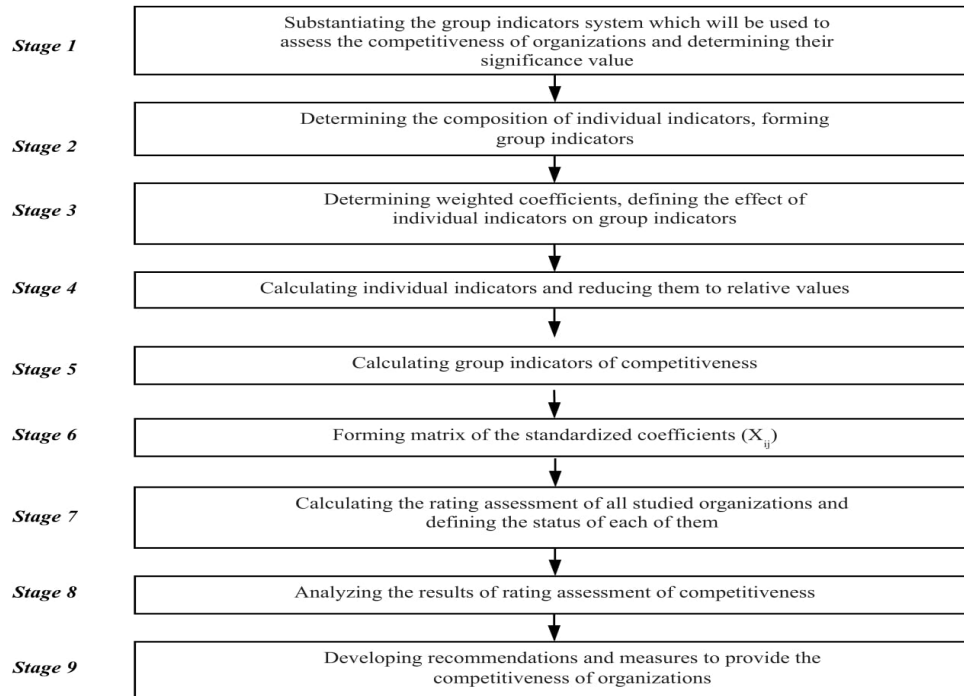 Stage 1
Substantiating the group indicators system which will be used to
assess the competitiveness of organizations and determining their
significance value
Stage 2
Determining the composition of individual indicators, forming
group indicators
Stage 3
Determining weighted coefficients, defining the effect of
individual indicators on group indicators
Stage 4
Calculating individual indicators and reducing them to relative values
Stage 5
Calculating group indicators of competitiveness
Stage 6
Forming matrix of the standardized coefficients (X_ij)
Stage 7
Calculating the rating assessment of all studied organizations and
defining the status of each of them
Stage 8
Analyzing the results of rating assessment of competitiveness
Stage 9
Developing recommendations and measures to provide the
competitiveness of organizations